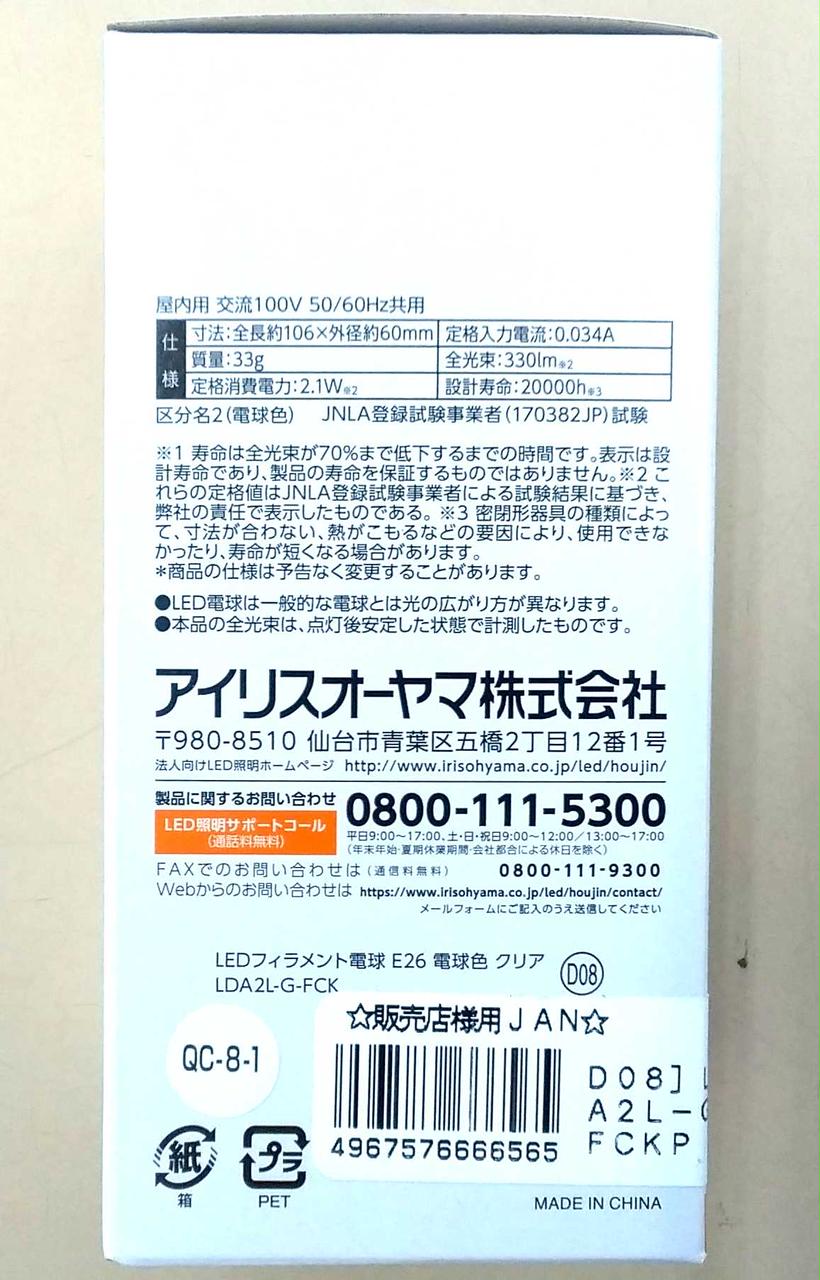 屋内用 交流100V 50/60Hz共用
仕様
寸法:全長約106×外径約60mm 定格入力電流:0.034A
質量:33g 全光束:330lm※2
定格消費電力:2.1W※2 設計寿命:20000h※3
区分名2(電球色) JNLA登録試験事業者(170382JP)試験
※1 寿命は全光束が70%まで低下するまでの時間です。表示は設
計寿命であり、製品の寿命を保証するものではありません。※2 こ
れらの定格値はJNLA登録試験事業者による試験結果に基づき、
弊社の責任で表示したものである。※3 密閉形器具の種類によっ
て、寸法が合わない、熱がこもるなどの要因により、使用できな
かったり、寿命が短くなる場合があります。
*商品の仕様は予告なく変更することがあります。
●LED電球は一般的な電球とは光の広がり方が異なります。
●本品の全光束は、点灯後安定した状態で計測したものです。
アイリスオーヤマ株式会社
〒980-8510 仙台市青葉区五橋2丁目12番1号
法人向けLED照明ホームページ http://www.irisohyama.co.jp/led/houjin/
製品に関するお問い合わせ
LED照明サポートコール
(通話料無料)
0800-111-5300
平日9:00〜17:00、土・日・祝日9:00〜12:00/13:00〜17:00
(年末年始・夏期休業期間・会社都合による休日を除く)
FAXでのお問い合わせは(通信料無料) 0800-111-9300
Webからのお問い合わせは https://www.irisohyama.co.jp/led/houjin/contact/
メールフォームにご記入のうえ送信してください
LEDフィラメント電球 E26 電球色 クリア
LDA2L-G-FCK
D08
☆販売店様用JAN☆
QC-8-1
D08]
A2L-
FCKP
4967576666565
紙
箱
プラ
PET
MADE IN CHINA